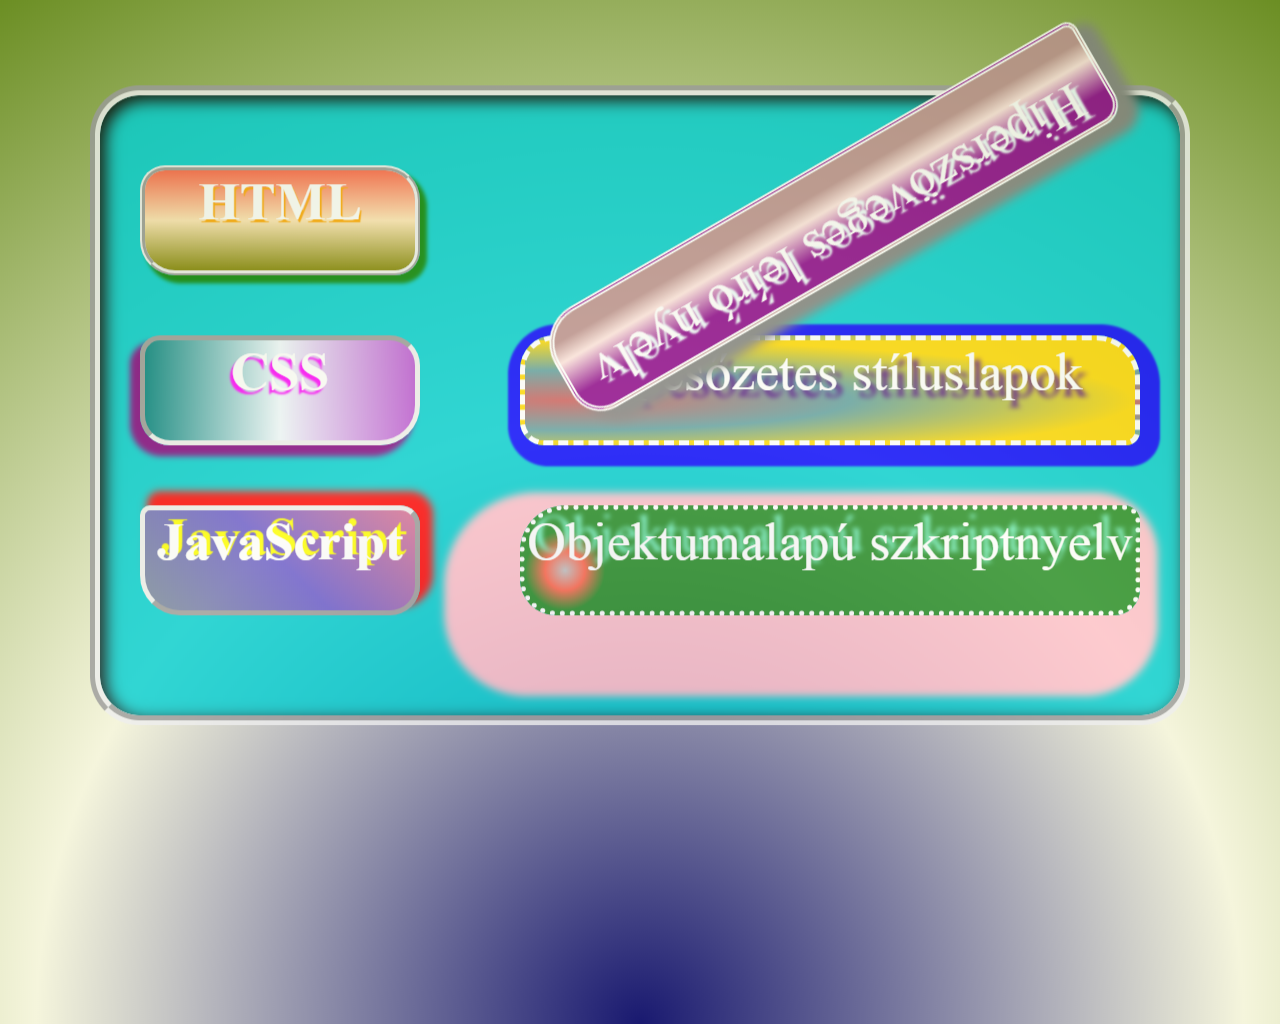 HTML
Hiperszöveges leíró nyelv
CSS
stíluslapok
JavaScript
Objektumalapú szkriptnyelv